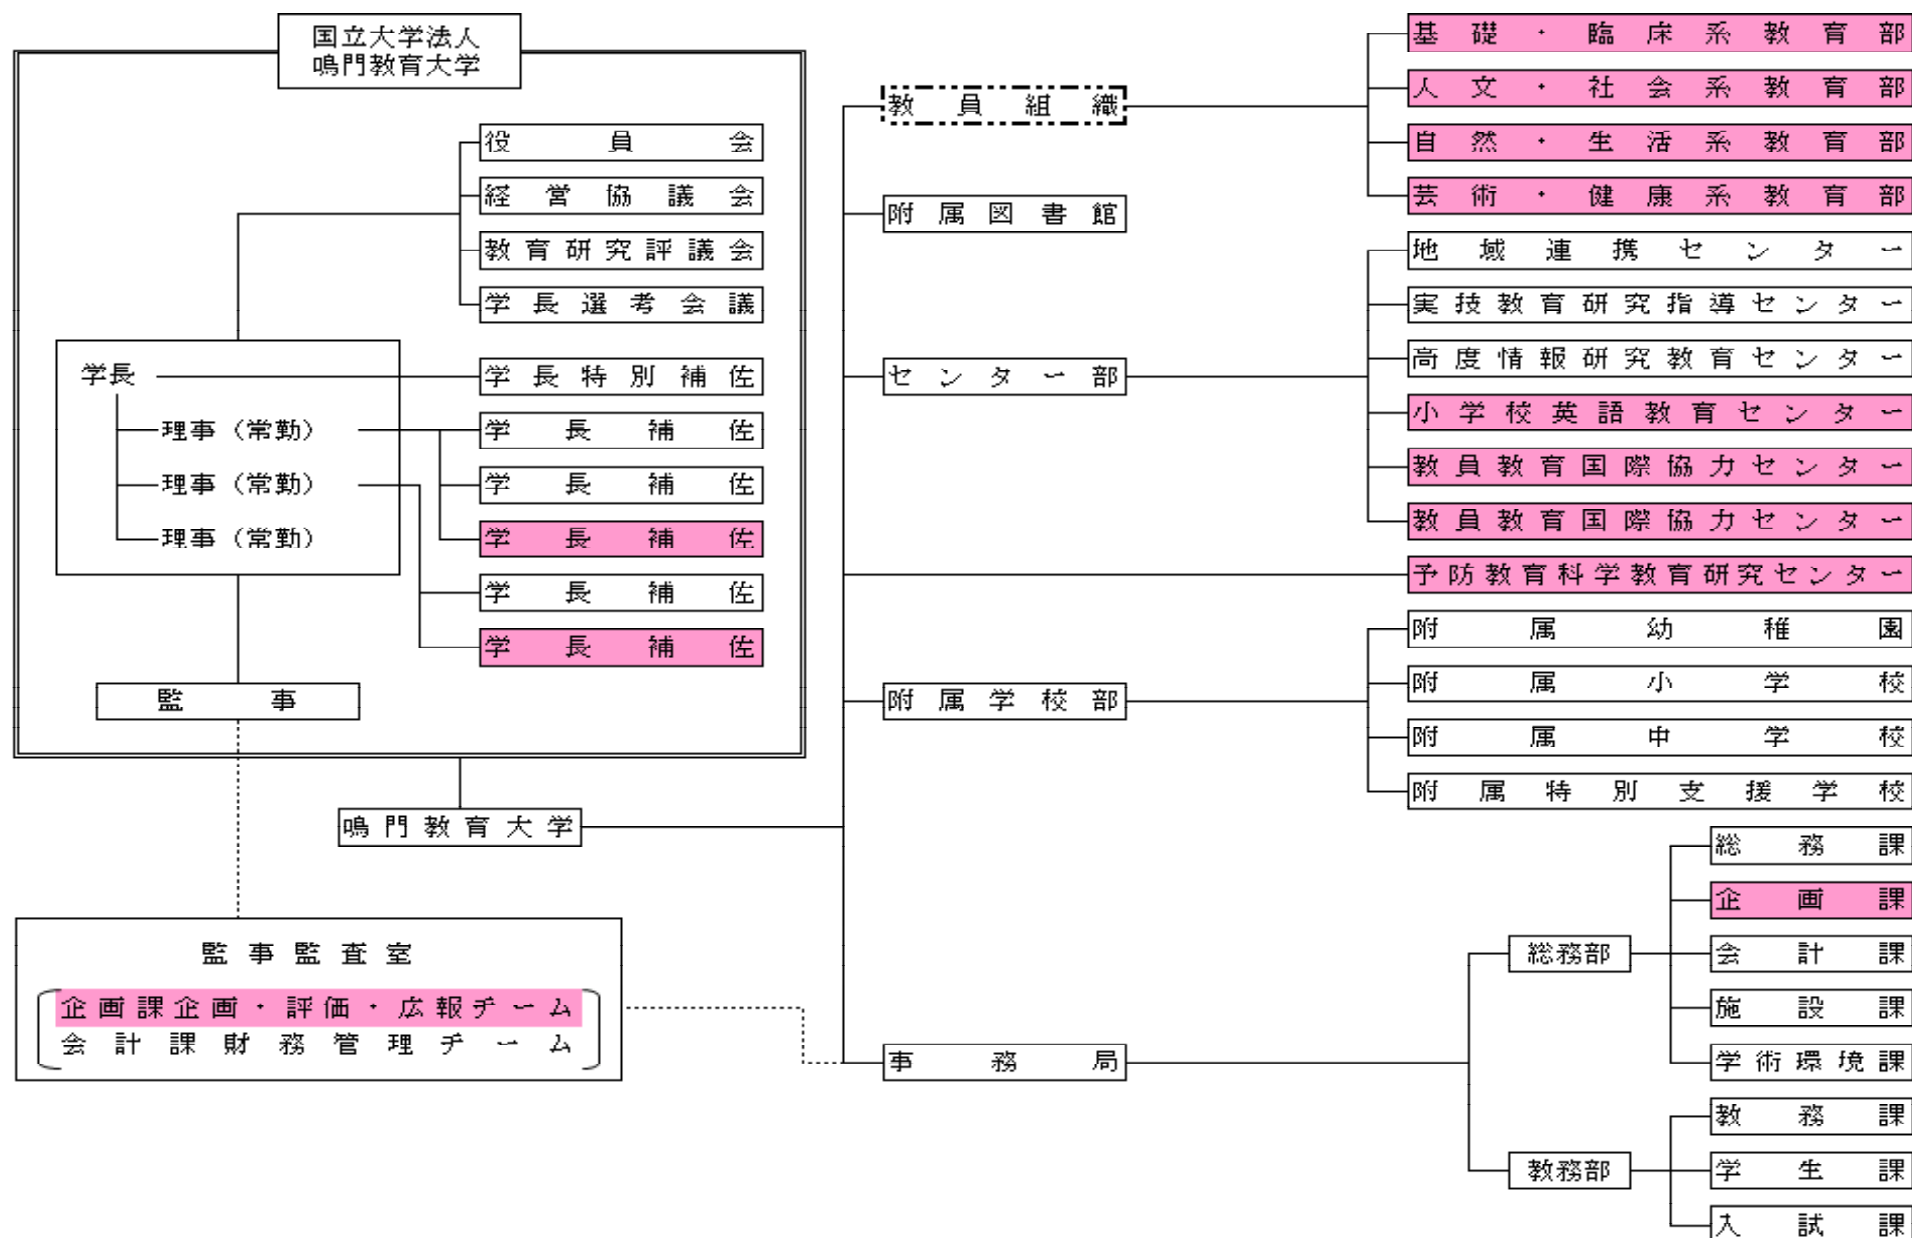 国立大学法人
鳴門教育大学
役員会
経営協議会
教育研究評議会
学長選考会議
学長
学長特別補佐
理事（常勤）
学長補佐
理事（常勤）
学長補佐
理事（常勤）
学長補佐
学長補佐
学長補佐
監事
鳴門教育大学
監事監査室
企画課企画・評価・広報チーム
会計課財務管理チーム
教員組織
基礎・臨床系教育部
人文・社会系教育部
自然・生活系教育部
芸術・健康系教育部
附属図書館
センター部
地域連携センター
実技教育研究指導センター
高度情報研究教育センター
小学校英語教育センター
教員教育国際協力センター
教員教育国際協力センター
予防教育科学教育研究センター
附属学校部
附属幼稚園
附属小学校
附属中学校
附属特別支援学校
事務局
総務部
総務課
企画課
会計課
施設課
学術環境課
教務部
教務課
学生課
入試課